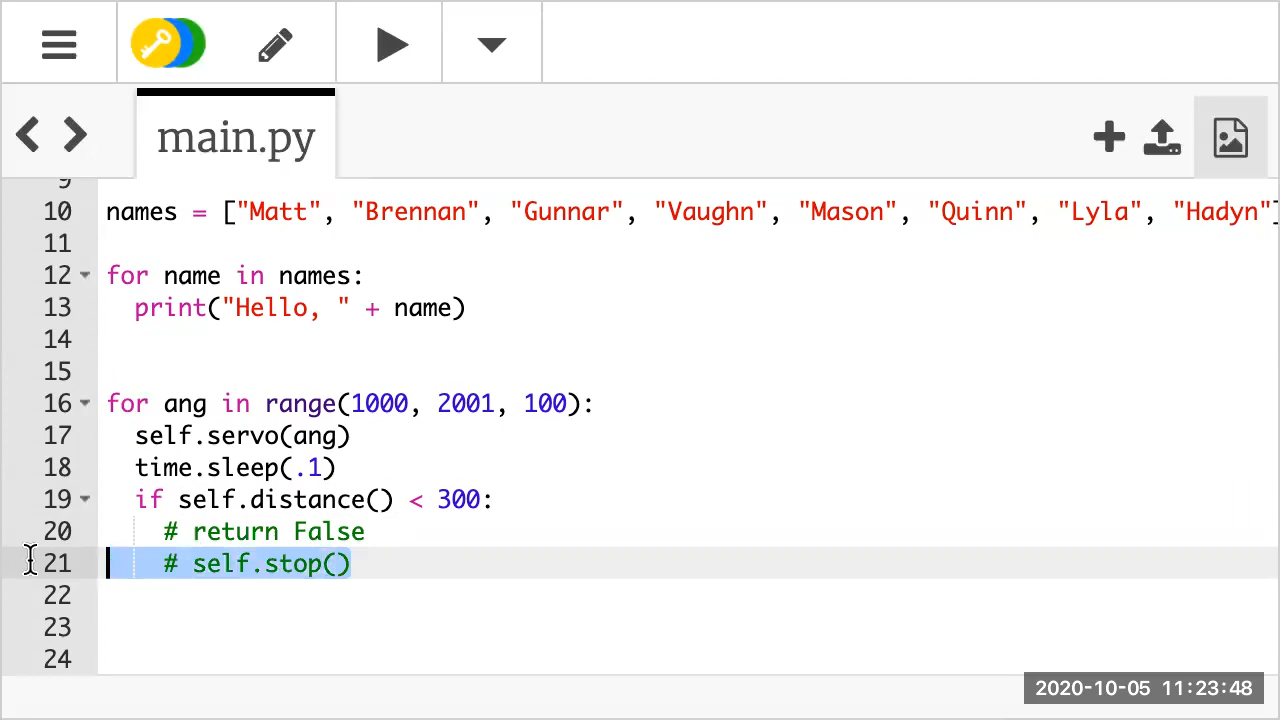 main.py
9
10 names = ["Matt", "Brennan", "Gunnar", "Vaughn", "Mason", "Quinn", "Lyla", "Hadyn"]
11
12 for name in names:
13 print("Hello, " + name)
14
15
16 for ang in range(1000, 2001, 100):
17 self.servo(ang)
18 time.sleep(.1)
19 if self.distance() < 300:
20 # return False
21 # self.stop()
22
23
24
2020-10-05 11:23:48